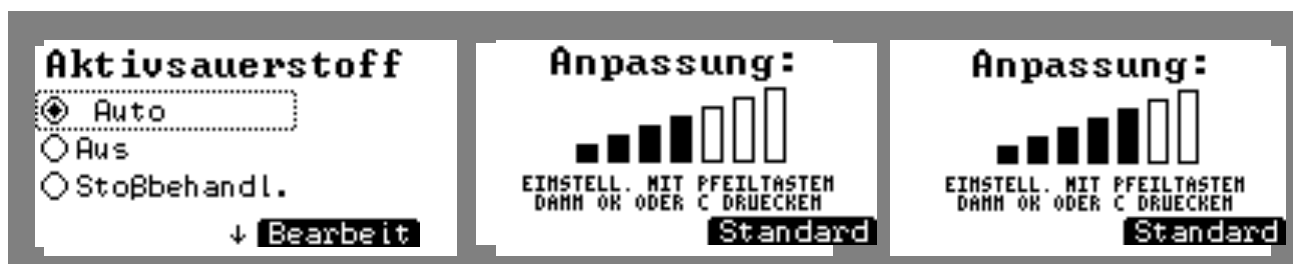 Aktivsauerstoff
Auto
Aus
Stoßbehandl.
↓ Bearbeit
Anpassung:
EINSTELL. MIT PFEILTASTEN
DANN OK ODER C DRUECKEN
Standard
Anpassung:
EINSTELL. MIT PFEILTASTEN
DANN OK ODER C DRUECKEN
Standard